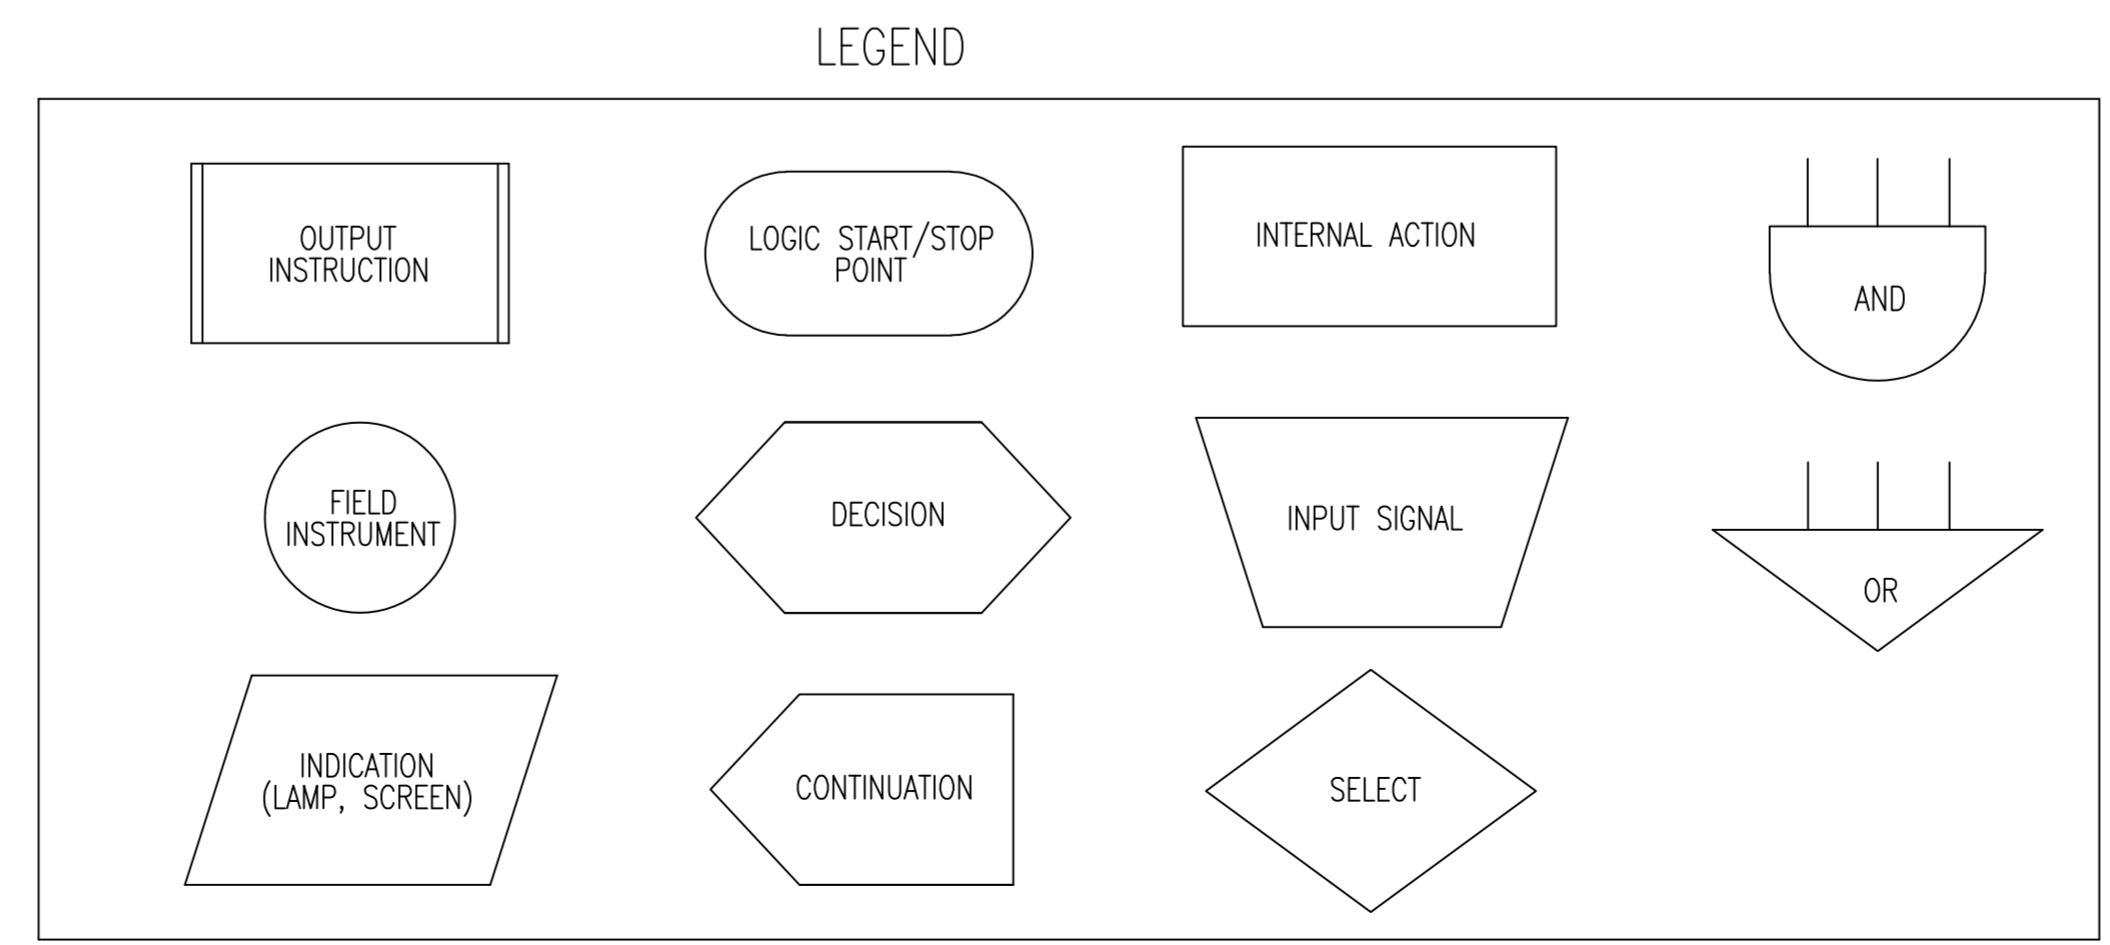 LEGEND
OUTPUT
INSTRUCTION
LOGIC START/STOP
POINT
INTERNAL ACTION
AND
FIELD
INSTRUMENT
DECISION
INPUT SIGNAL
OR
INDICATION
(LAMP, SCREEN)
CONTINUATION
SELECT